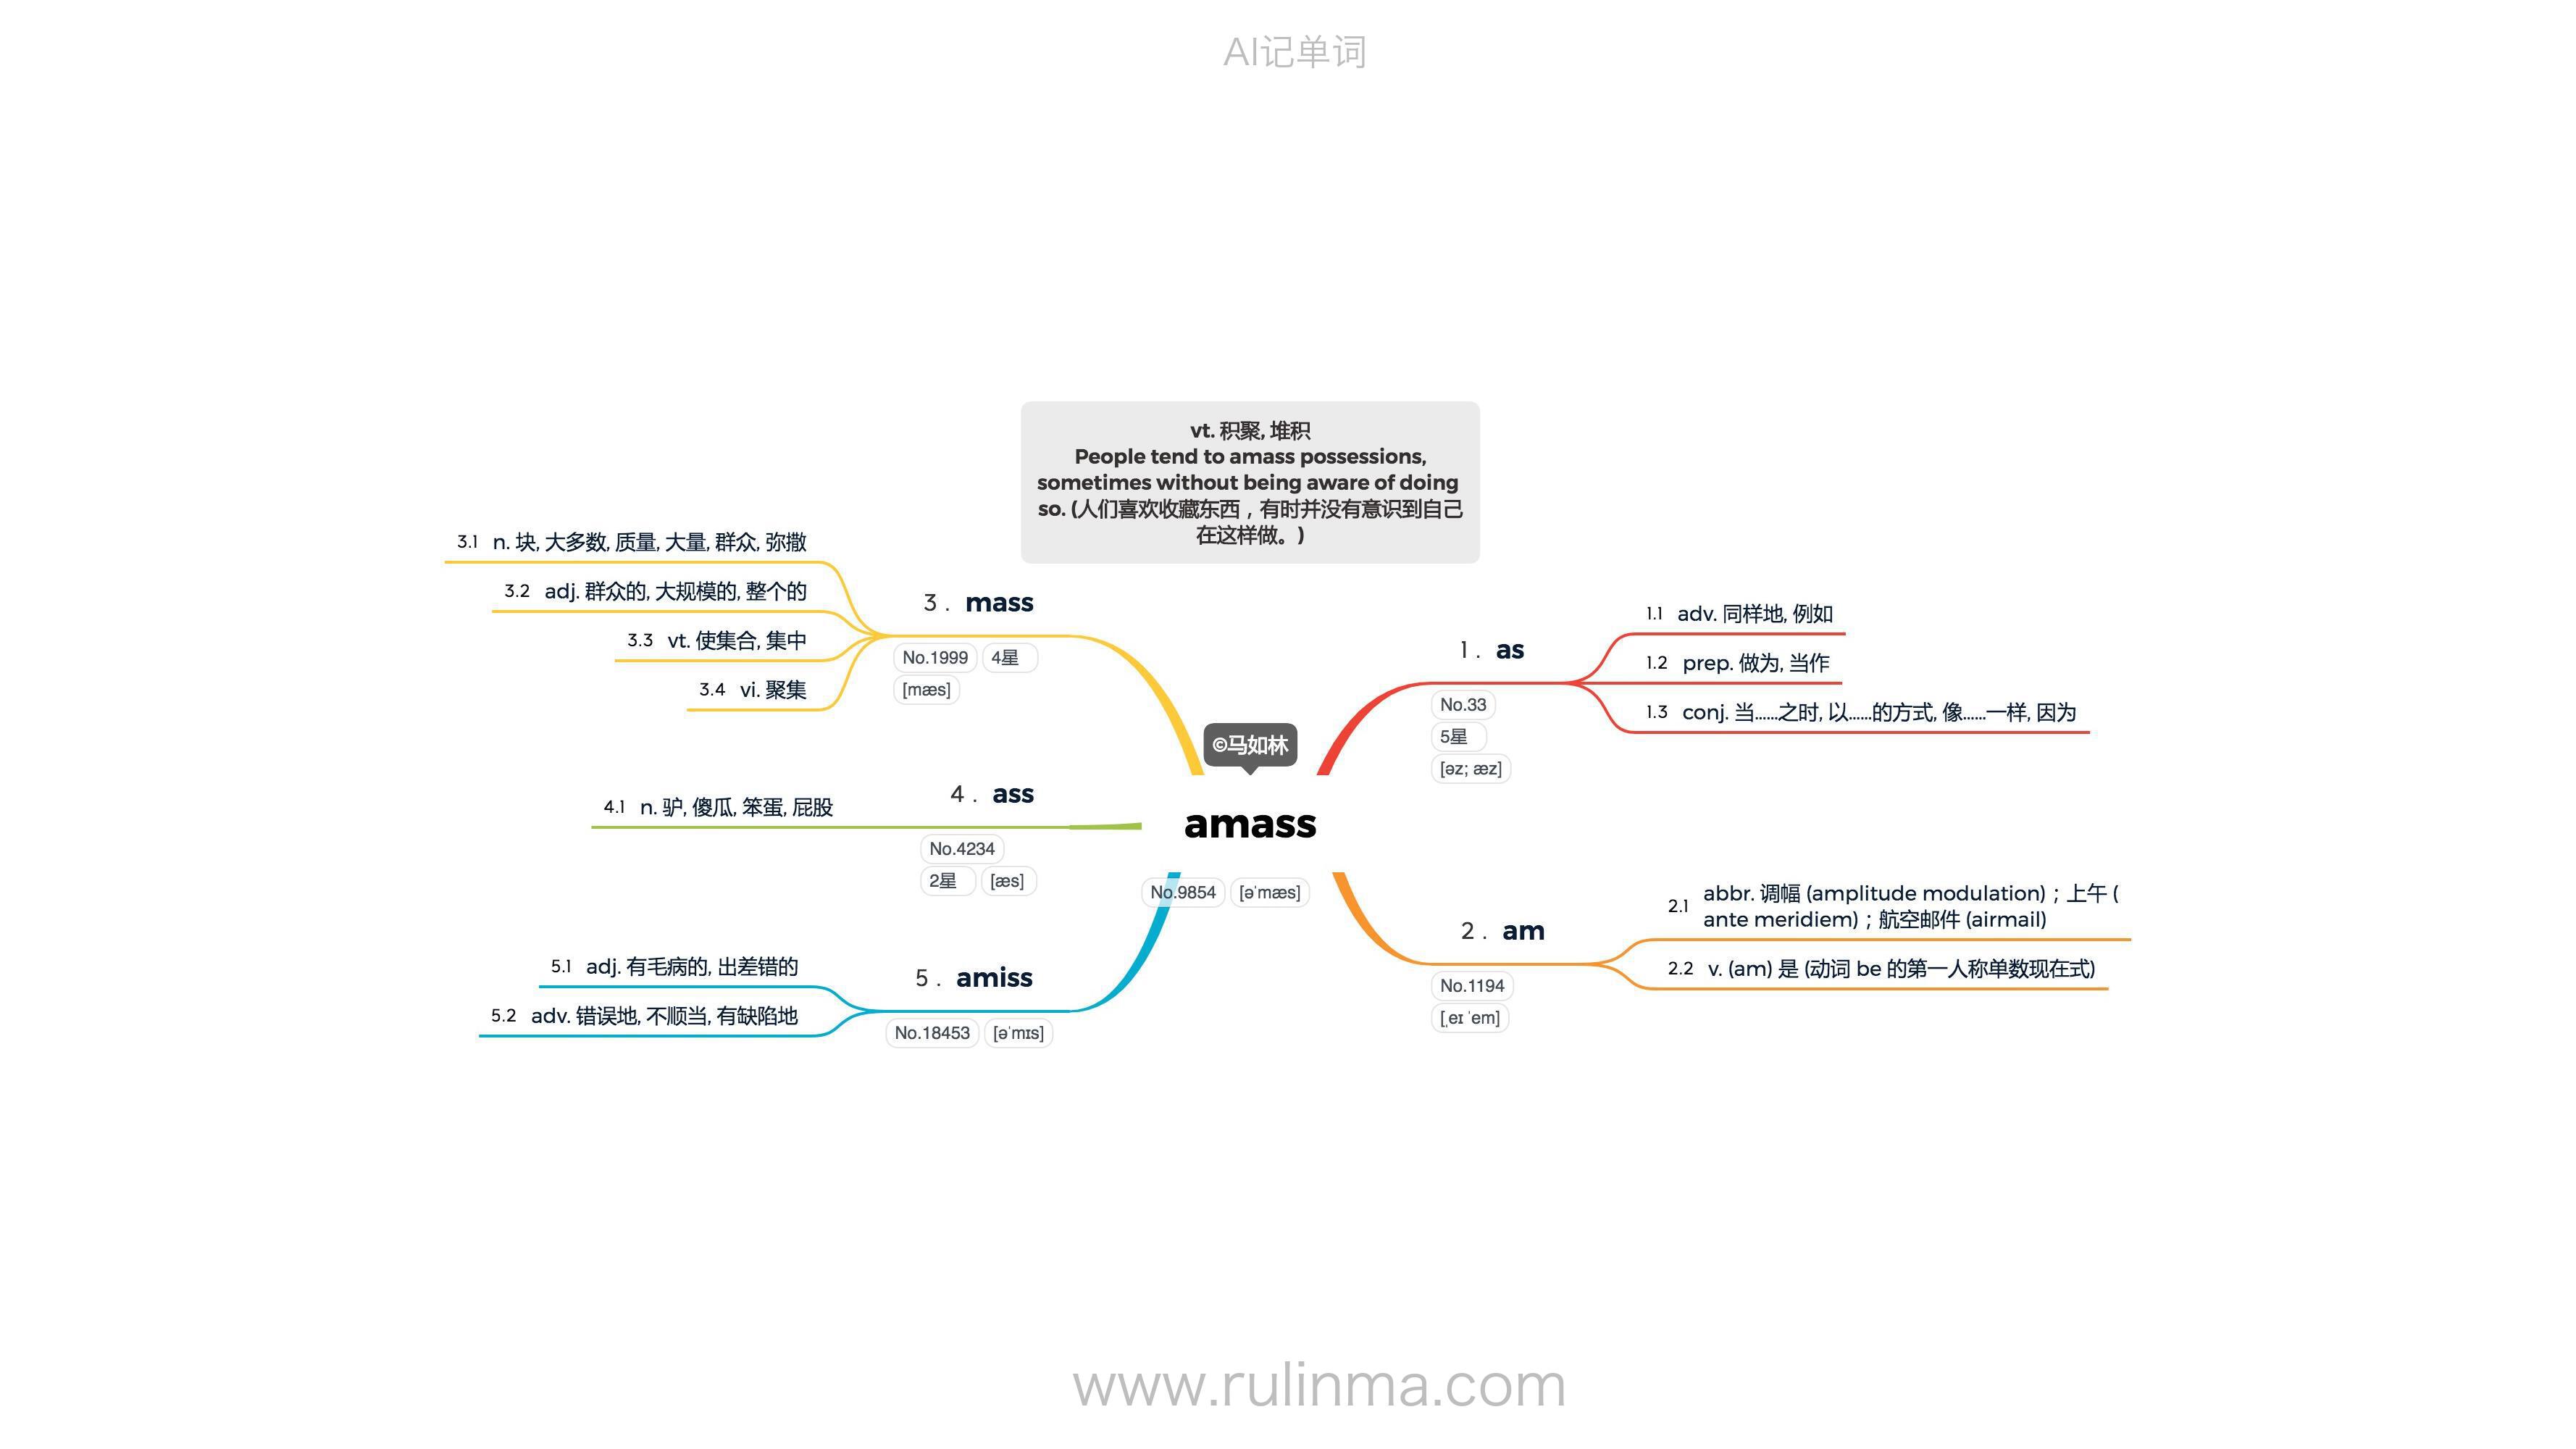 AI记单词
vt. 积聚, 堆积
People tend to amass possessions,
sometimes without being aware of doing
so. (人们喜欢收藏东西，有时并没有意识到自己
在这样做。)
©马如林
amass
No.9854 [əˈmæs]
1. as
No.33
5星
[əz; æz]
1.1 adv. 同样地, 例如
1.2 prep. 做为, 当作
1.3 conj. 当……之时, 以……的方式, 像……一样, 因为
2. am
No.1194
[ˌeɪ ˈem]
2.1 abbr. 调幅 (amplitude modulation)；上午 (
ante meridiem)；航空邮件 (airmail)
2.2 v. (am) 是 (动词 be 的第一人称单数现在式)
3. mass
No.1999 4星
[mæs]
3.1 n. 块, 大多数, 质量, 大量, 群众, 弥撒
3.2 adj. 群众的, 大规模的, 整个的
3.3 vt. 使集合, 集中
3.4 vi. 聚集
4. ass
No.4234
2星 [æs]
4.1 n. 驴, 傻瓜, 笨蛋, 屁股
5. amiss
No.18453 [əˈmɪs]
5.1 adj. 有毛病的, 出差错的
5.2 adv. 错误地, 不顺当, 有缺陷地
www.rulinma.com